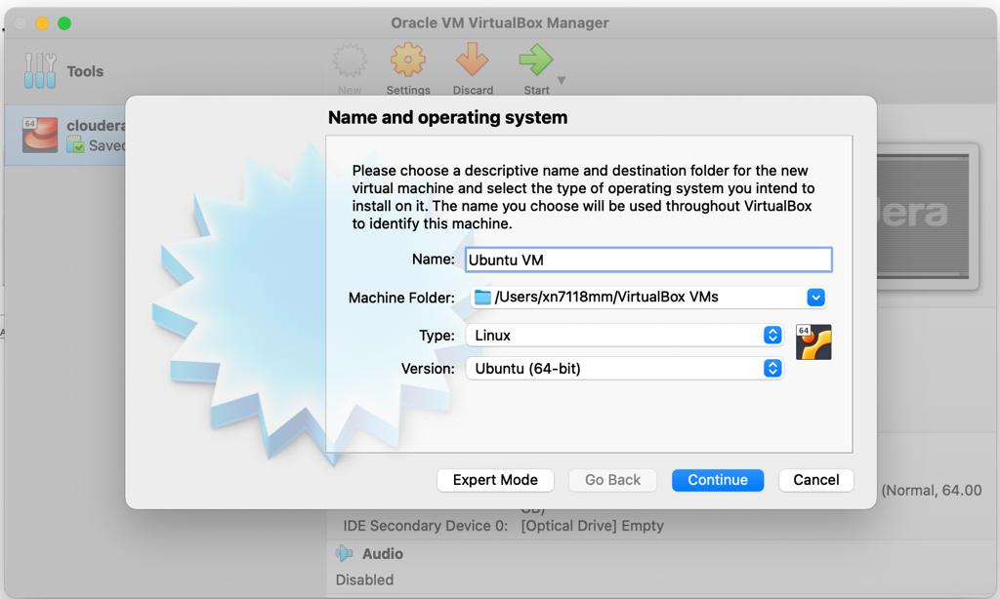 Oracle VM VirtualBox Manager
Tools
New
Settings
Discard
Start
64
cloudera
Saved
Name and operating system
Please choose a descriptive name and destination folder for the new
virtual machine and select the type of operating system you intend to
install on it. The name you choose will be used throughout VirtualBox
to identify this machine.
Name: Ubuntu VM
Machine Folder: /Users/xn7118mm/VirtualBox VMs
Type: Linux
64
Version: Ubuntu (64-bit)
Expert Mode
Go Back
Continue
Cancel
dera
(Normal, 64.00
GB)
IDE Secondary Device 0: [Optical Drive] Empty
Audio
Disabled